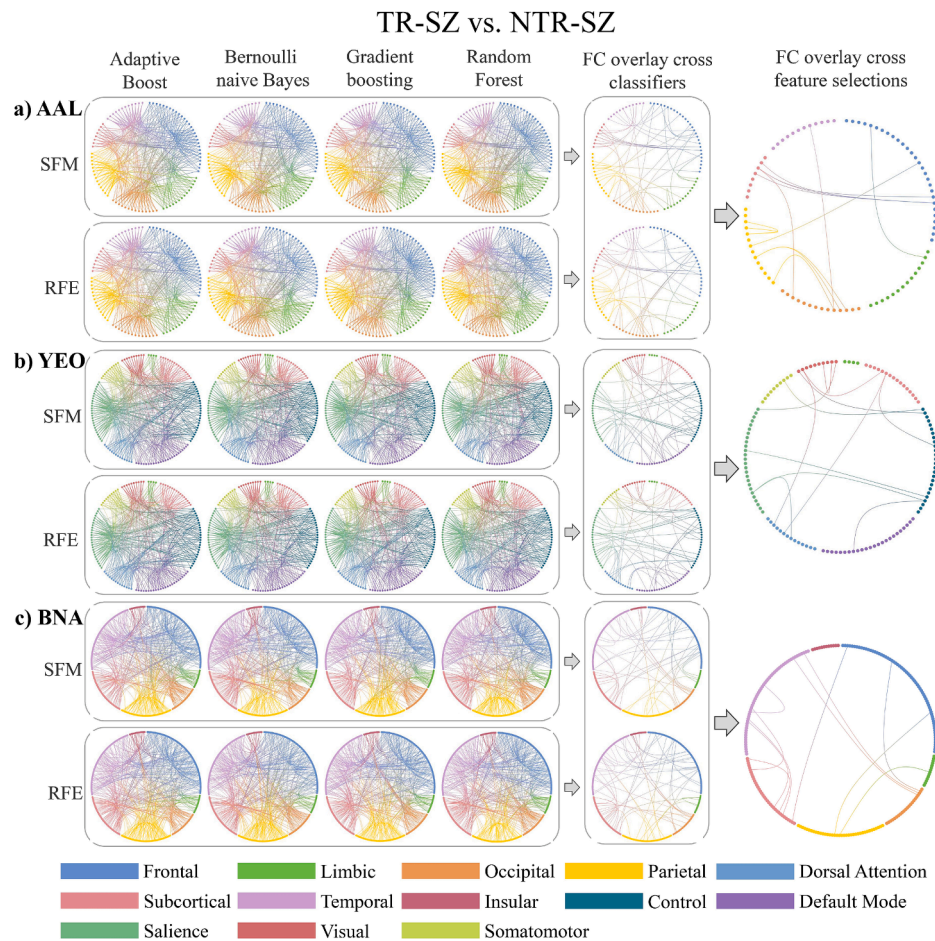 TR-SZ vs. NTR-SZ
Adaptive Boost
Bernoulli naive Bayes
Gradient boosting
Random Forest
FC overlay cross classifiers
FC overlay cross feature selections
a) AAL
SFM
RFE
b) YEO
SFM
RFE
c) BNA
SFM
RFE
Frontal
Limbic
Occipital
Parietal
Dorsal Attention
Subcortical
Temporal
Insular
Control
Default Mode
Salience
Visual
Somatomotor